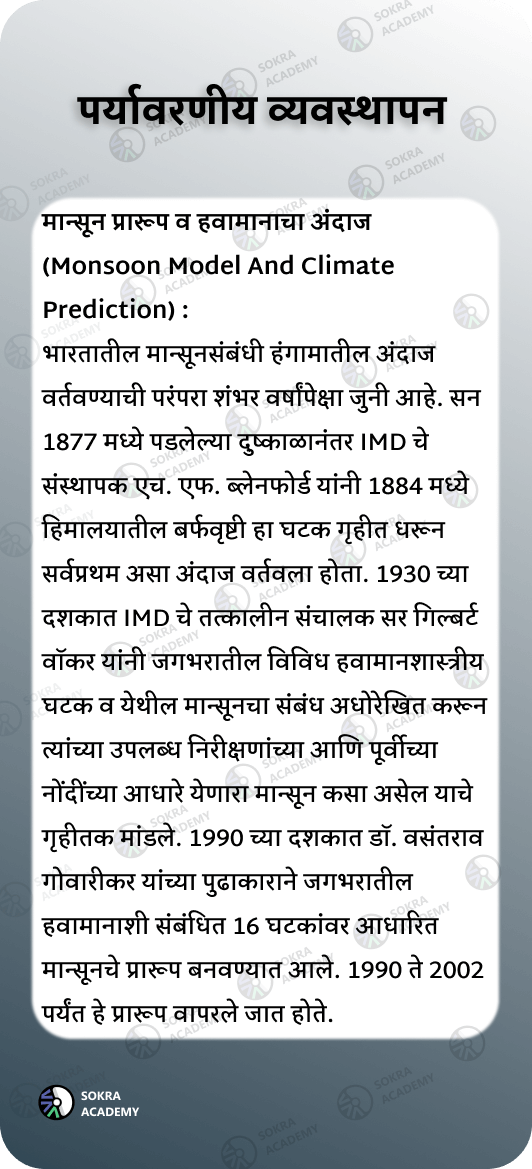 पर्यावरणीय व्यवस्थापन
मान्सून प्रारूप व हवामानाचा अंदाज
(Monsoon Model And Climate
Prediction) :
भारतातील मान्सूनसंबंधी हंगामातील अंदाज
वर्तवण्याची परंपरा शंभर वर्षांपेक्षा जुनी आहे. सन
1877 मध्ये पडलेल्या दुष्काळानंतर IMD चे
संस्थापक एच. एफ. ब्लेनफोर्ड यांनी 1884 मध्ये
हिमालयातील बर्फवृष्टी हा घटक गृहीत धरून
सर्वप्रथम असा अंदाज वर्तवला होता. 1930 च्या
दशकात IMD चे तत्कालीन संचालक सर गिल्बर्ट
वॉकर यांनी जगभरातील विविध हवामानशास्त्रीय
घटक व येथील मान्सूनचा संबंध अधोरेखित करून
त्यांच्या उपलब्ध निरीक्षणांच्या आणि पूर्वीच्या
नोंदींच्या आधारे येणारा मान्सून कसा असेल याचे
गृहीतक मांडले. 1990 च्या दशकात डॉ. वसंतराव
गोवारीकर यांच्या पुढाकाराने जगभरातील
हवामानाशी संबंधित 16 घटकांवर आधारित
मान्सूनचे प्रारूप बनवण्यात आले. 1990 ते 2002
पर्यंत हे प्रारूप वापरले जात होते.
SOKRA
ACADEMY